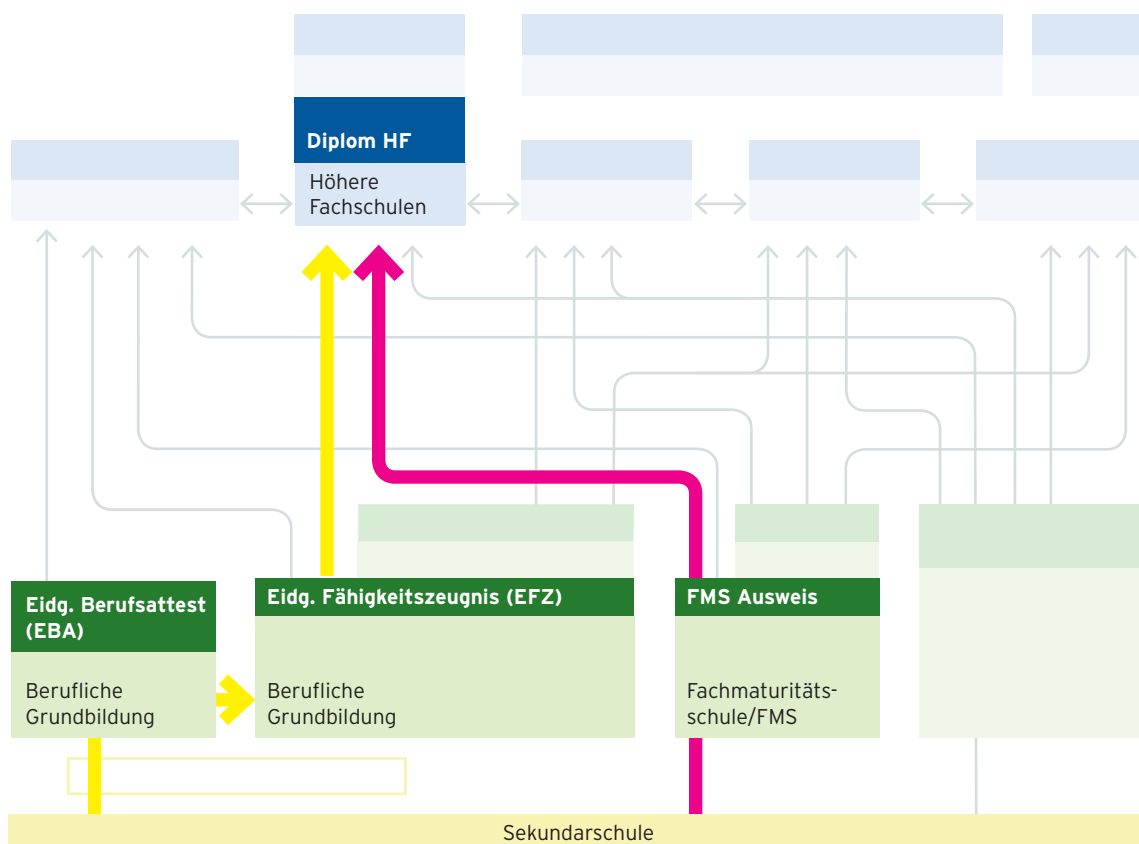 Diplom HF
Höhere
Fachschulen
Eidg. Berufsattest
(EBA)
Berufliche
Grundbildung
Eidg. Fähigkeitszeugnis (EFZ)
Berufliche
Grundbildung
FMS Ausweis
Fachmaturitäts-
schule/FMS
Sekundarschule